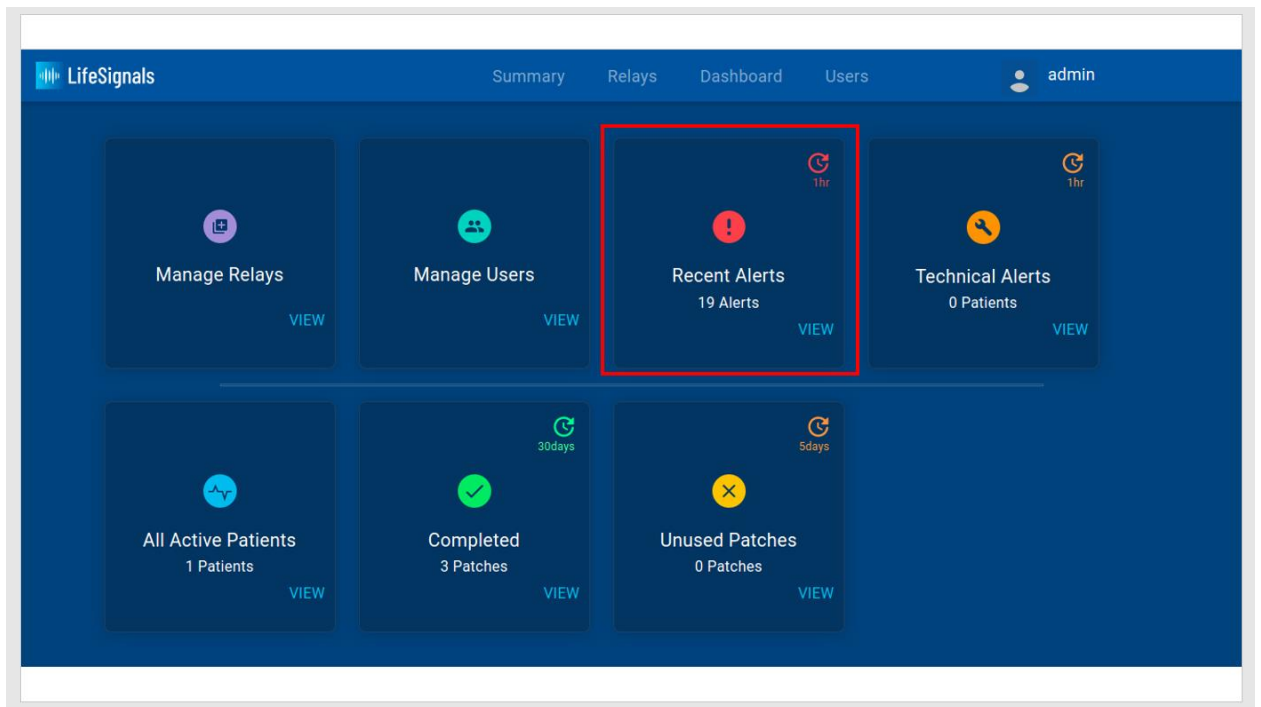 LifeSignals
Summary Relays Dashboard Users
admin
Manage Relays
VIEW
Manage Users
VIEW
1hr
Recent Alerts
19 Alerts
VIEW
1hr
Technical Alerts
0 Patients
VIEW
All Active Patients
1 Patients
VIEW
30days
Completed
3 Patches
VIEW
5days
Unused Patches
0 Patches
VIEW